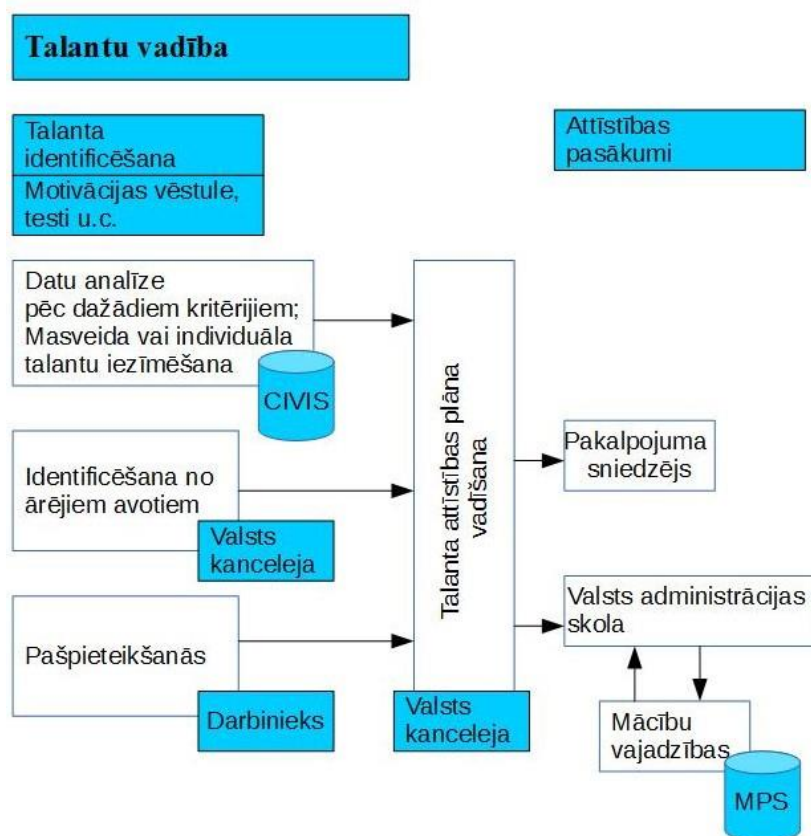 Talantu vadība
Talanta
identificēšana
Motivācijas vēstule,
testi u.c.
Attīstības
pasākumi
Datu analīze
pēc dažādiem kritērijiem;
Masveida vai individuāla
talantu iezīmēšana
CIVIS
Identificēšana no
ārējiem avotiem
Valsts
kanceleja
Pašpieteikšanās
Darbinieks
Talanta attīstības plāna
vadīšana
Valsts
kanceleja
Pakalpojuma
sniedzējs
Valsts administrācijas
skola
Mācību
vajadzības
MPS